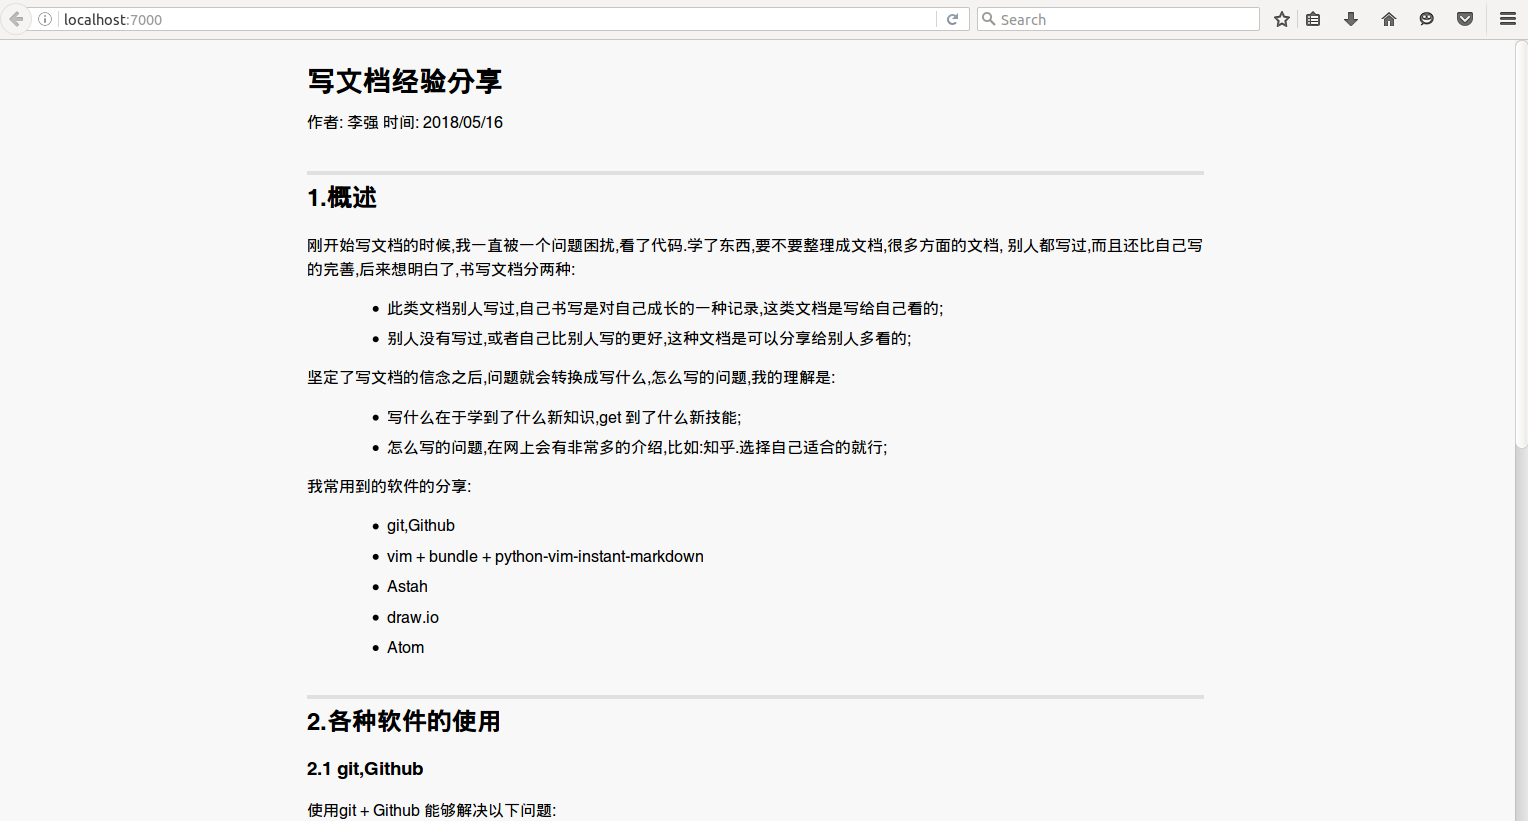 localhost:7000
Search
写文档经验分享
作者: 李强 时间: 2018/05/16
1.概述
刚开始写文档的时候,我一直被一个问题困扰,看了代码.学了东西,要不要整理成文档,很多方面的文档, 别人都写过,而且还比自己写
的完善,后来想明白了,书写文档分两种:
• 此类文档别人写过,自己书写是对自己成长的一种记录,这类文档是写给自己看的;
• 别人没有写过,或者自己比别人写的更好,这种文档是可以分享给别人多看的;
坚定了写文档的信念之后,问题就会转换成写什么,怎么写的问题,我的理解是:
• 写什么在于学到了什么新知识,get 到了什么新技能;
• 怎么写的问题,在网上会有非常多的介绍,比如:知乎.选择自己适合的就行;
我常用到的软件的分享:
• git,Github
• vim + bundle + python-vim-instant-markdown
• Astah
• draw.io
• Atom
2.各种软件的使用
2.1 git,Github
使用git + Github 能够解决以下问题: